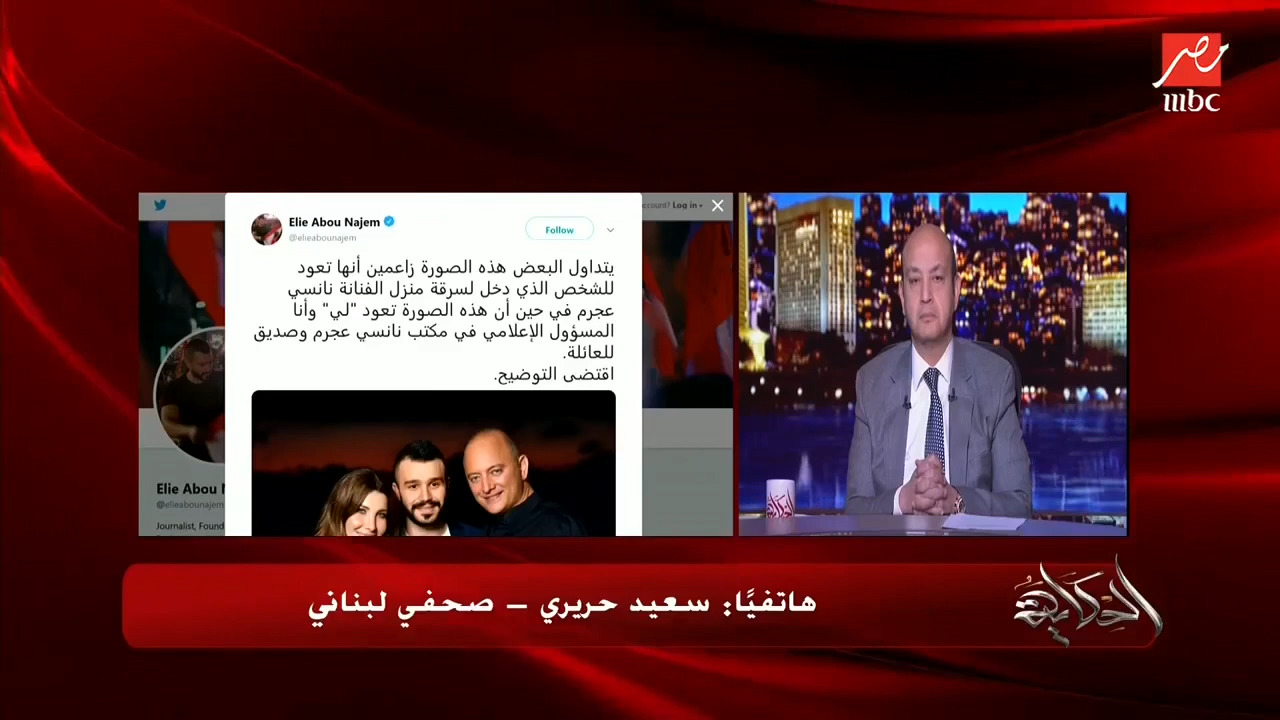 مصر
mbc
account? Log in
Elie Abou Najem
@elieabounajem
Follow
يتداول البعض هذه الصورة زاعمين أنها تعود
للشخص الذي دخل لسرقة منزل الفنانة نانسي
عجرم في حين أن هذه الصورة تعود "لي" وأنا
المسؤول الإعلامي في مكتب نانسي عجرم وصديق
للعائلة.
اقتضى التوضيح.
Elie Abou
@elieabounajem
Journalist, Found
الحكاية
هاتفيًا: سعيد حريري – صحفي لبناني
الحكاية